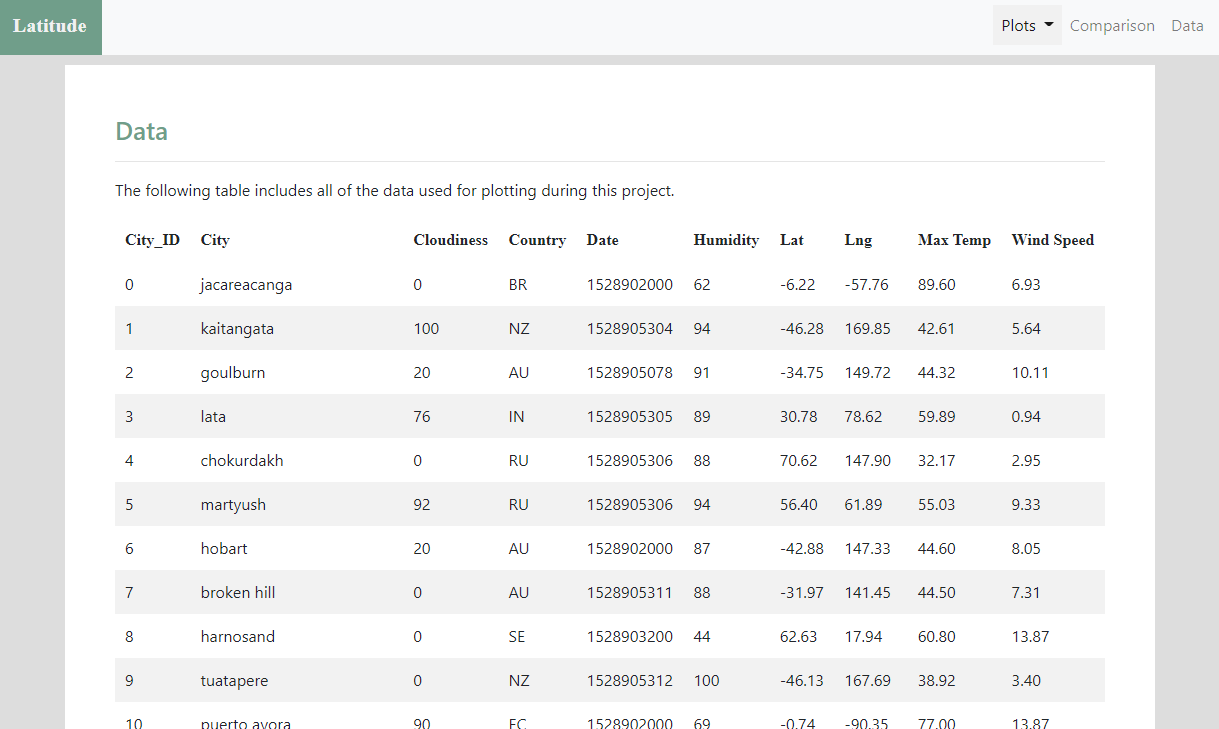 Latitude
Plots Comparison Data
Data
The following table includes all of the data used for plotting during this project.
City_ID City Cloudiness Country Date Humidity Lat Lng Max Temp Wind Speed
0 jacareacanga 0 BR 1528902000 62 -6.22 -57.76 89.60 6.93
1 kaitangata 100 NZ 1528905304 94 -46.28 169.85 42.61 5.64
2 goulburn 20 AU 1528905078 91 -34.75 149.72 44.32 10.11
3 lata 76 IN 1528905305 89 30.78 78.62 59.89 0.94
4 chokurdakh 0 RU 1528905306 88 70.62 147.90 32.17 2.95
5 martyush 92 RU 1528905306 94 56.40 61.89 55.03 9.33
6 hobart 20 AU 1528902000 87 -42.88 147.33 44.60 8.05
7 broken hill 0 AU 1528905311 88 -31.97 141.45 44.50 7.31
8 harnosand 0 SE 1528903200 44 62.63 17.94 60.80 13.87
9 tuatapere 0 NZ 1528905312 100 -46.13 167.69 38.92 3.40
10 puerto ayora 90 EC 1528902000 69 -0.74 -90.35 77.00 13.87